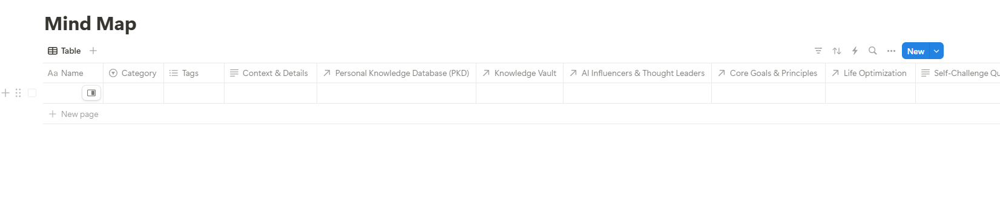 Mind Map
Table
New
Aa Name Category Tags Context & Details Personal Knowledge Database (PKD) Knowledge Vault AI Influencers & Thought Leaders Core Goals & Principles Life Optimization Self-Challenge Qu
New page